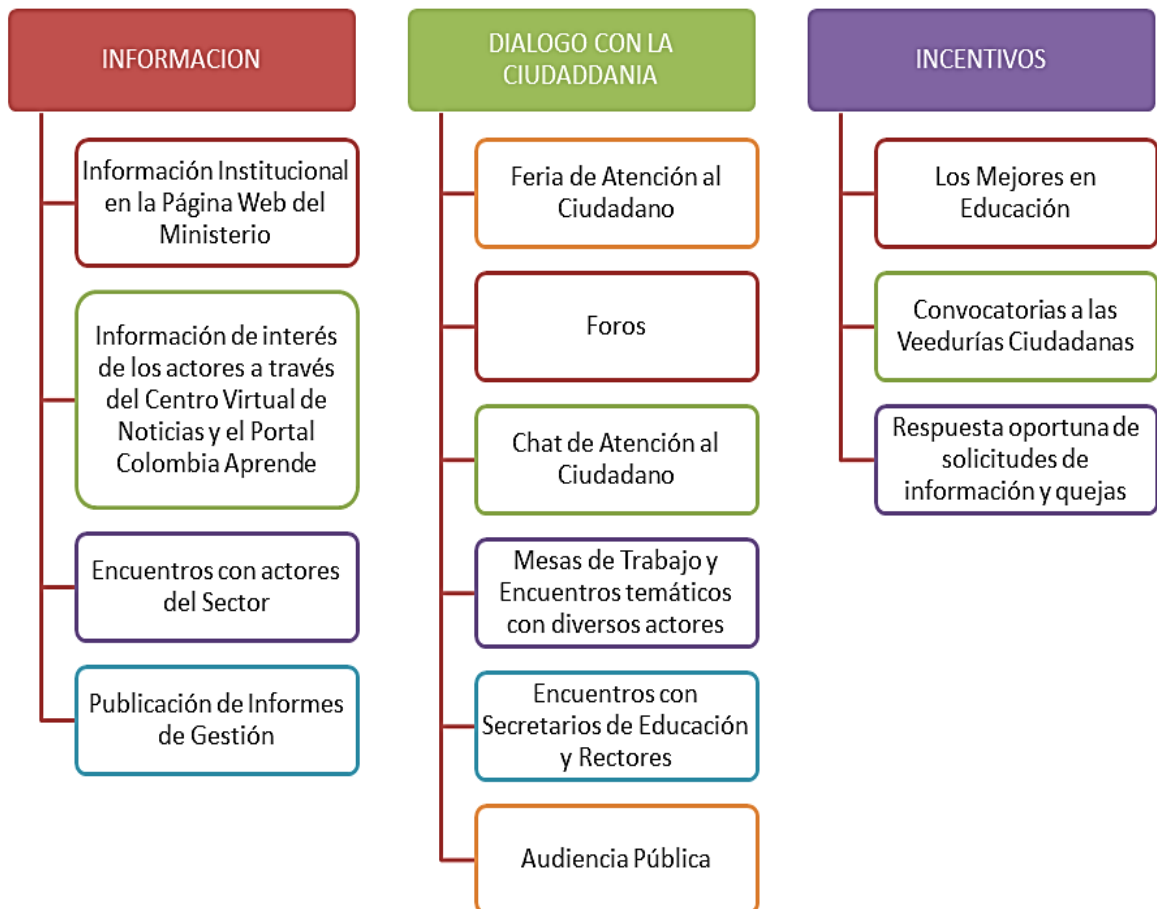 INFORMACION
Información Institucional
en la Página Web del
Ministerio
Información de interés
de los actores a través
del Centro Virtual de
Noticias y el Portal
Colombia Aprende
Encuentros con actores
del Sector
Publicación de Informes
de Gestión
DIALOGO CON LA
CIUDADDANIA
Feria de Atención al
Ciudadano
Foros
Chat de Atención al
Ciudadano
Mesas de Trabajo y
Encuentros temáticos
con diversos actores
Encuentros con
Secretarios de Educación
y Rectores
Audiencia Pública
INCENTIVOS
Los Mejores en
Educación
Convocatorias a las
Veedurías Ciudadanas
Respuesta oportuna de
solicitudes de
información y quejas